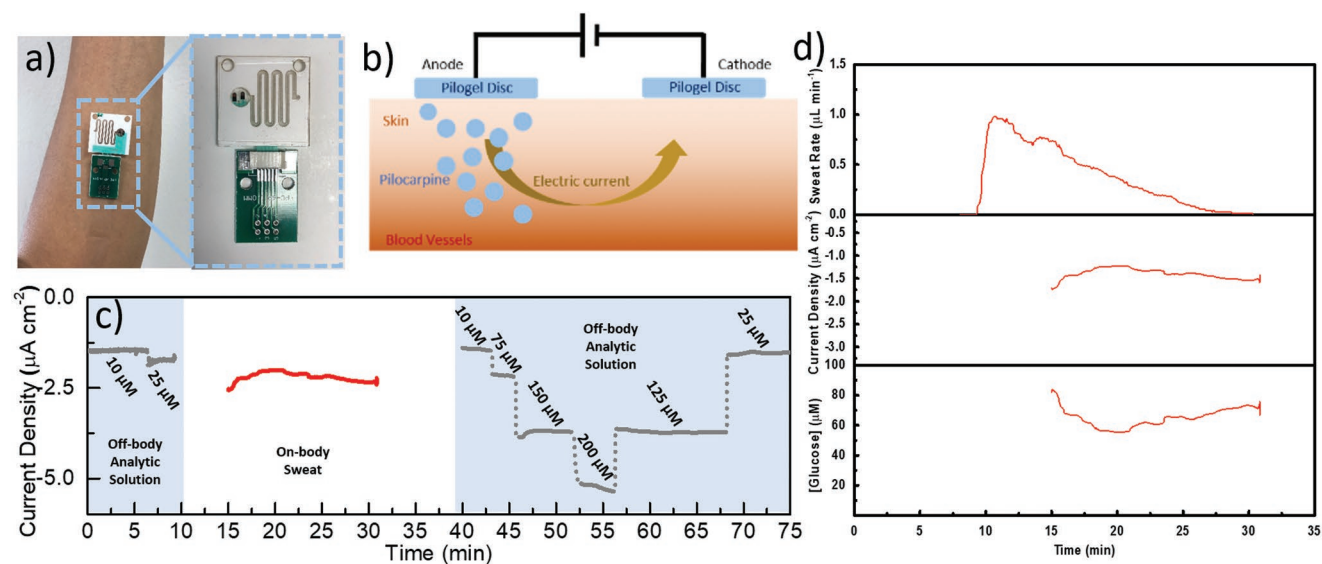 a)
b)
Anode
Cathode
Pilogel Disc
Pilogel Disc
Skin
Pilocarpine
Electric current
Blood Vessels
c)
Current Density (μA cm⁻²)
0.0
-2.5
-5.0
10 μM
25 μM
Off-body
Analytic
Solution
On-body
Sweat
10 μM
75 μM
150 μM
200 μM
Off-body
Analytic
Solution
125 μM
25 μM
0 5 10 15 20 25 30 35 40 45 50 55 60 65 70 75
Time (min)
d)
Sweat Rate (μL min⁻¹)
1.5
1.0
0.5
0.0
Current Density (μA cm⁻²)
-0.5
-1.0
-1.5
-2.0
-2.5
-3.0
[Glucose] (μM)
100
80
60
40
20
0 5 10 15 20 25 30 35
Time (min)